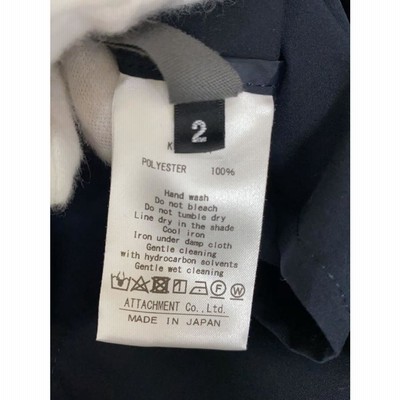 2
POLYESTER 100%
Hand wash
Do not bleach
Do not tumble dry
Line dry in the shade
Cool iron
Iron under damp cloth
Gentle cleaning
with hydrocarbon solvents
Gentle wet cleaning
F W
ATTACHMENT Co., Ltd.
MADE IN JAPAN